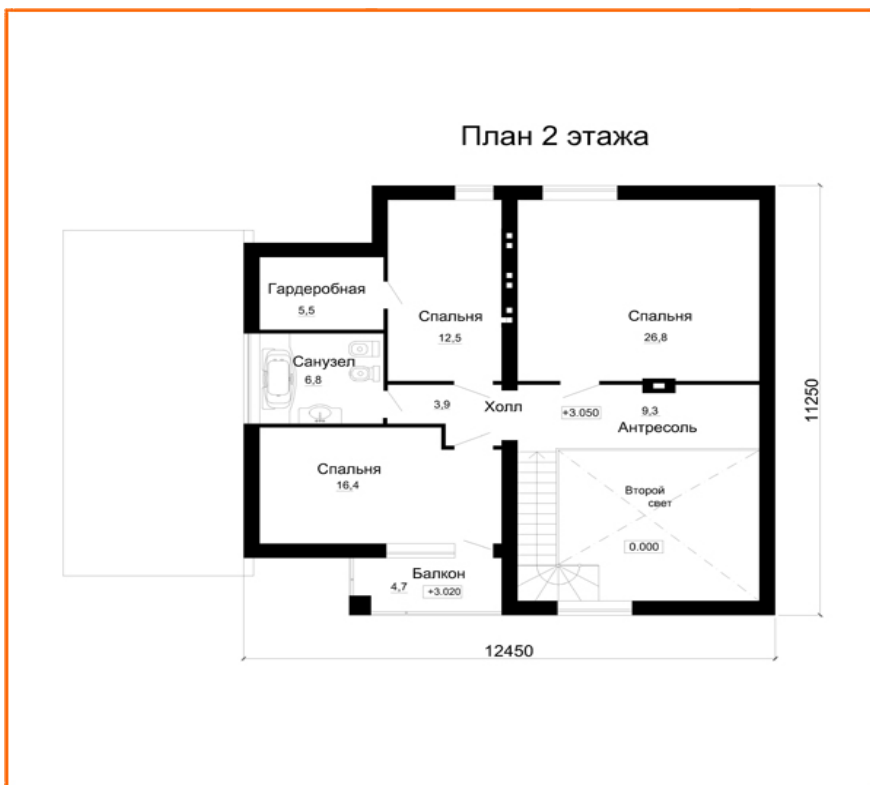 План 2 этажа
Гардеробная
5,5
Спальня
12,5
Спальня
26,8
Санузел
6,8
3,9
Холл
+3.050
9,3
Антресоль
11250
Спальня
16,4
Второй
свет
0.000
Балкон
4,7
+3.020
12450